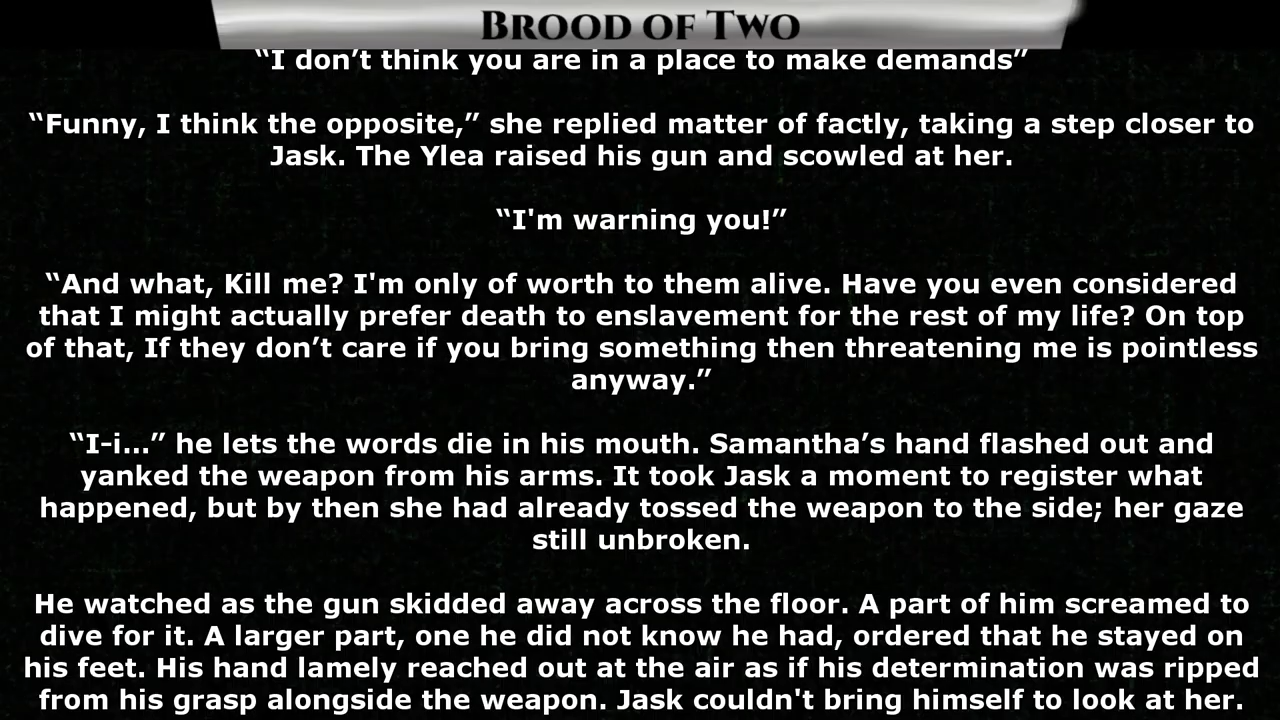 Brood of Two
“I don’t think you are in a place to make demands”
“Funny, I think the opposite,” she replied matter of factly, taking a step closer to
Jask. The Ylea raised his gun and scowled at her.
“I'm warning you!”
“And what, Kill me? I'm only of worth to them alive. Have you even considered
that I might actually prefer death to enslavement for the rest of my life? On top
of that, If they don’t care if you bring something then threatening me is pointless
anyway.”
“I-i...” he lets the words die in his mouth. Samantha’s hand flashed out and
yanked the weapon from his arms. It took Jask a moment to register what
happened, but by then she had already tossed the weapon to the side; her gaze
still unbroken.
He watched as the gun skidded away across the floor. A part of him screamed to
dive for it. A larger part, one he did not know he had, ordered that he stayed on
his feet. His hand lamely reached out at the air as if his determination was ripped
from his grasp alongside the weapon. Jask couldn't bring himself to look at her.